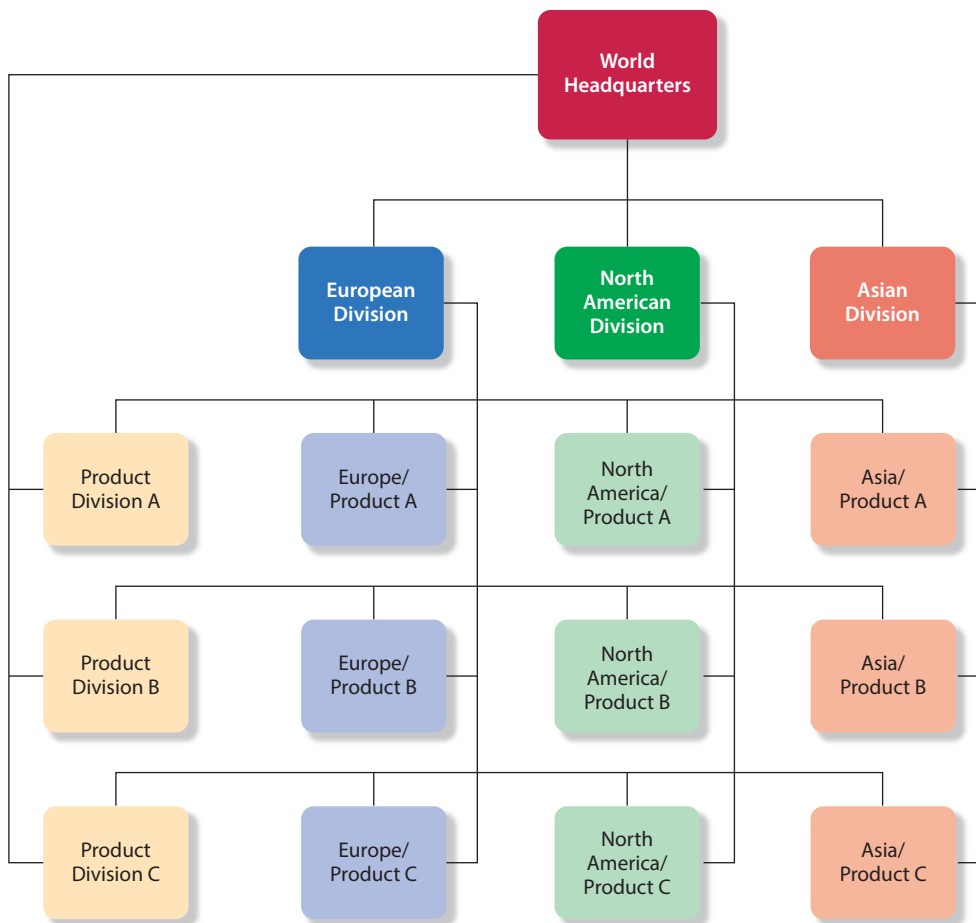 World
Headquarters
European
Division
North
American
Division
Asian
Division
Product
Division A
Europe/
Product A
North
America/
Product A
Asia/
Product A
Product
Division B
Europe/
Product B
North
America/
Product B
Asia/
Product B
Product
Division C
Europe/
Product C
North
America/
Product C
Asia/
Product C